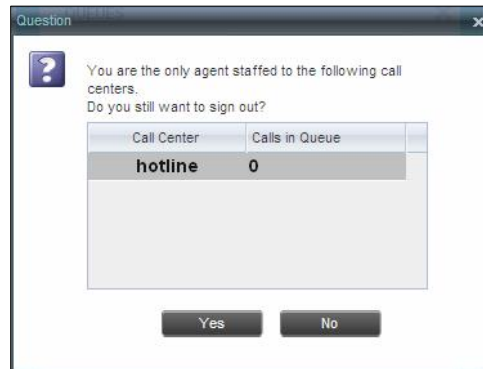 Question
x
?
You are the only agent staffed to the following call
centers.
Do you still want to sign out?
Call Center Calls in Queue
hotline 0
Yes No